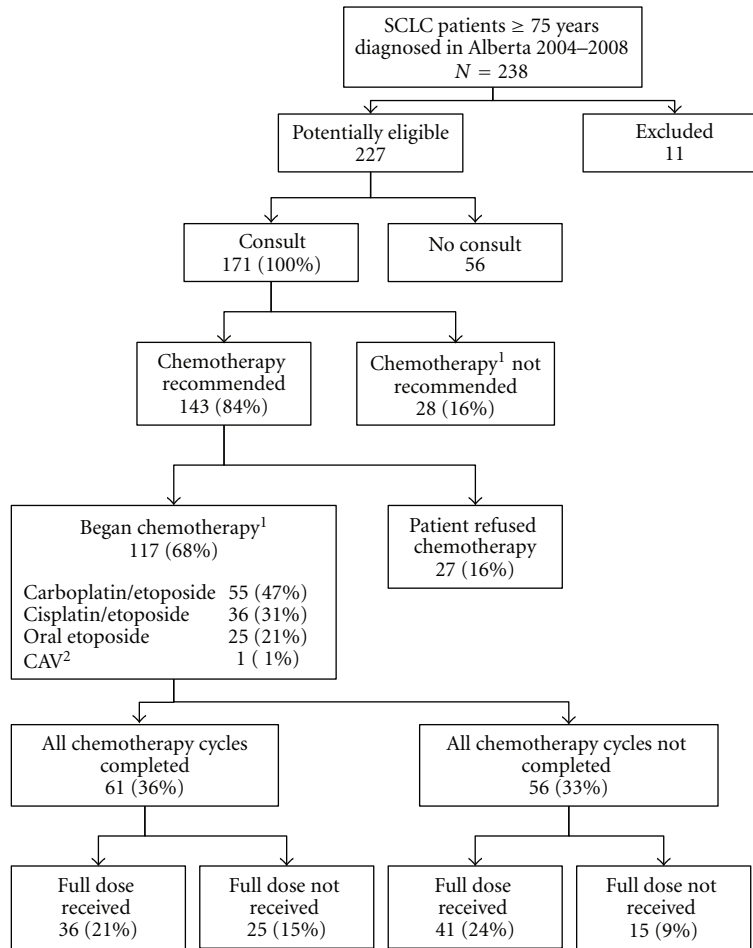 SCLC patients ≥ 75 years
diagnosed in Alberta 2004–2008
N = 238
Potentially eligible
227
Excluded
11
Consult
171 (100%)
No consult
56
Chemotherapy
recommended
143 (84%)
Chemotherapy¹ not
recommended
28 (16%)
Began chemotherapy¹
117 (68%)
Carboplatin/etoposide 55 (47%)
Cisplatin/etoposide 36 (31%)
Oral etoposide 25 (21%)
CAV² 1 ( 1%)
Patient refused
chemotherapy
27 (16%)
All chemotherapy cycles
completed
61 (36%)
All chemotherapy cycles not
completed
56 (33%)
Full dose
received
36 (21%)
Full dose not
received
25 (15%)
Full dose
received
41 (24%)
Full dose not
received
15 (9%)